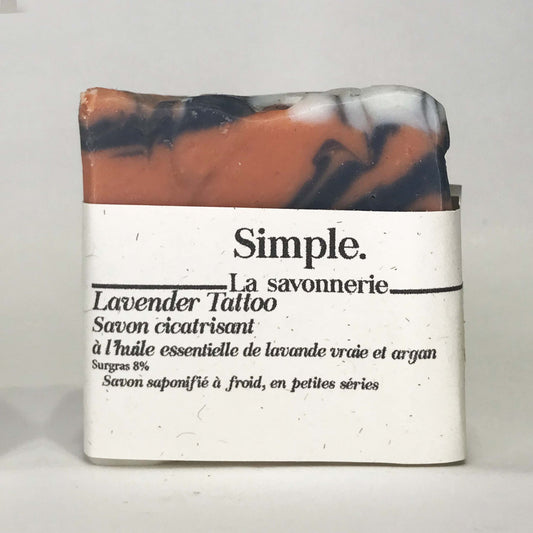 Simple.
La savonnerie
Lavender Tattoo
Savon cicatrisant
à l'huile essentielle de lavande vraie et argan
Surgras 8%
Savon saponifié à froid, en petites séries